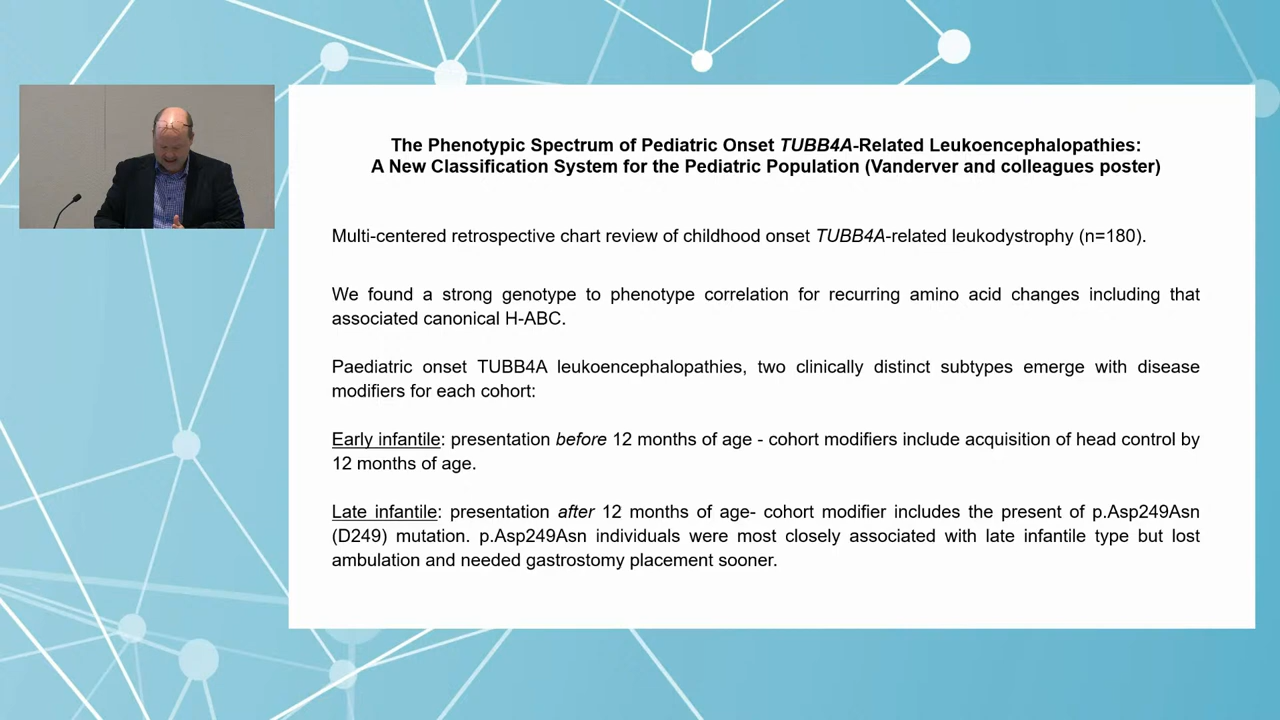 The Phenotypic Spectrum of Pediatric Onset TUBB4A-Related Leukoencephalopathies:
A New Classification System for the Pediatric Population (Vanderver and colleagues poster)
Multi-centered retrospective chart review of childhood onset TUBB4A-related leukodystrophy (n=180).
We found a strong genotype to phenotype correlation for recurring amino acid changes including that
associated canonical H-ABC.
Paediatric onset TUBB4A leukoencephalopathies, two clinically distinct subtypes emerge with disease
modifiers for each cohort:
Early infantile: presentation before 12 months of age - cohort modifiers include acquisition of head control by
12 months of age.
Late infantile: presentation after 12 months of age- cohort modifier includes the present of p.Asp249Asn
(D249) mutation. p.Asp249Asn individuals were most closely associated with late infantile type but lost
ambulation and needed gastrostomy placement sooner.